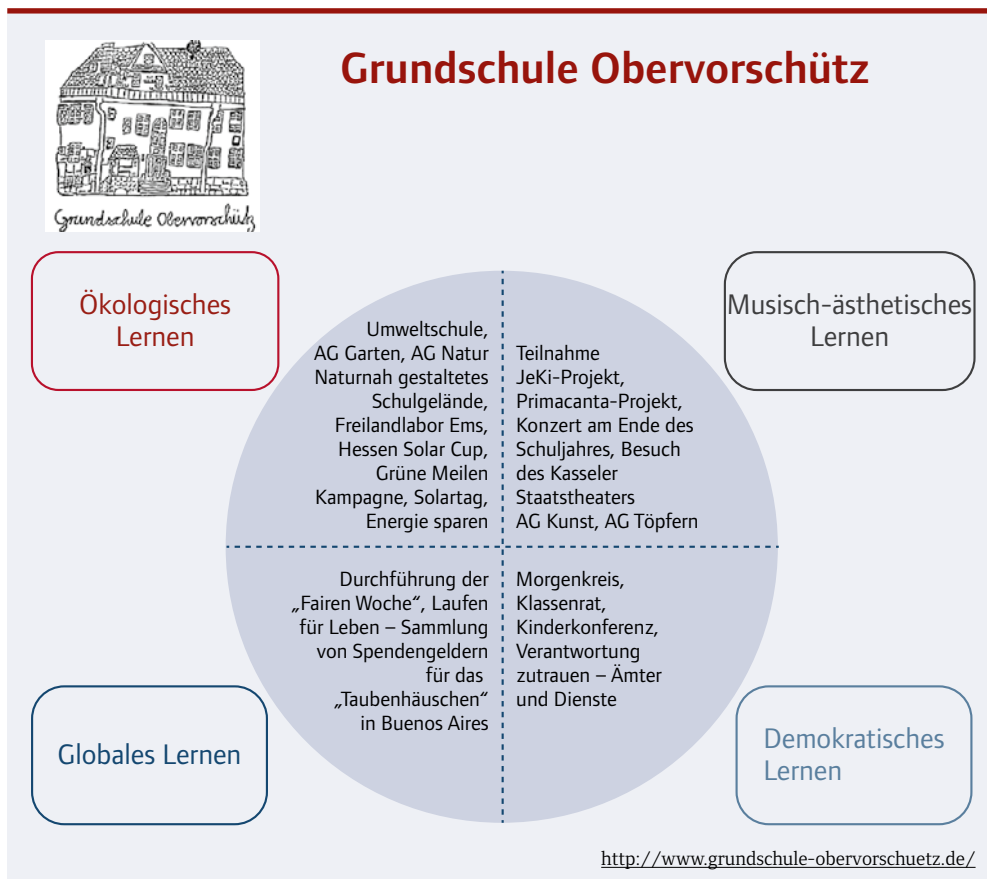 Grundschule Obervorschütz
Grundschule Obervorschütz
Ökologisches
Lernen
Musisch-ästhetisches
Lernen
Umweltschule,
AG Garten, AG Natur
Naturnah gestaltetes
Schulgelände,
Freilandlabor Ems,
Hessen Solar Cup,
Grüne Meilen
Kampagne, Solartag,
Energie sparen
Teilnahme
JeKi-Projekt,
Primacanta-Projekt,
Konzert am Ende des
Schuljahres, Besuch
des Kasseler
Staatstheaters
AG Kunst, AG Töpfern
Durchführung der
„Fairen Woche“, Laufen
für Leben – Sammlung
von Spendengeldern
für das
„Taubenhäuschen“
in Buenos Aires
Morgenkreis,
Klassenrat,
Kinderkonferenz,
Verantwortung
zutrauen – Ämter
und Dienste
Globales Lernen
Demokratisches
Lernen
http://www.grundschule-obervorschuetz.de/